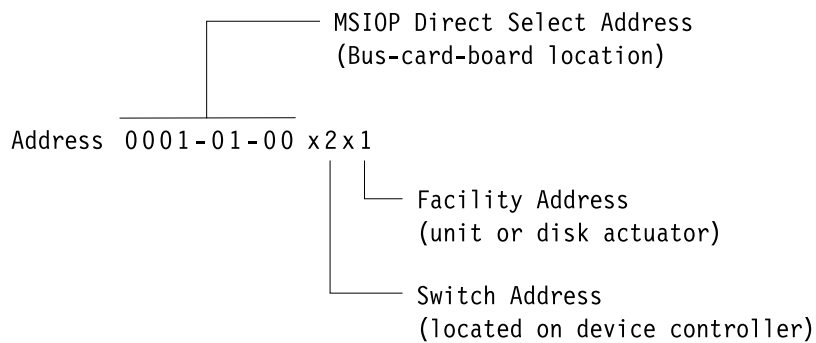 MSIOP Direct Select Address
(Bus-card-board location)
Address 0001-01-00 x2x1
Facility Address
(unit or disk actuator)
Switch Address
(located on device controller)